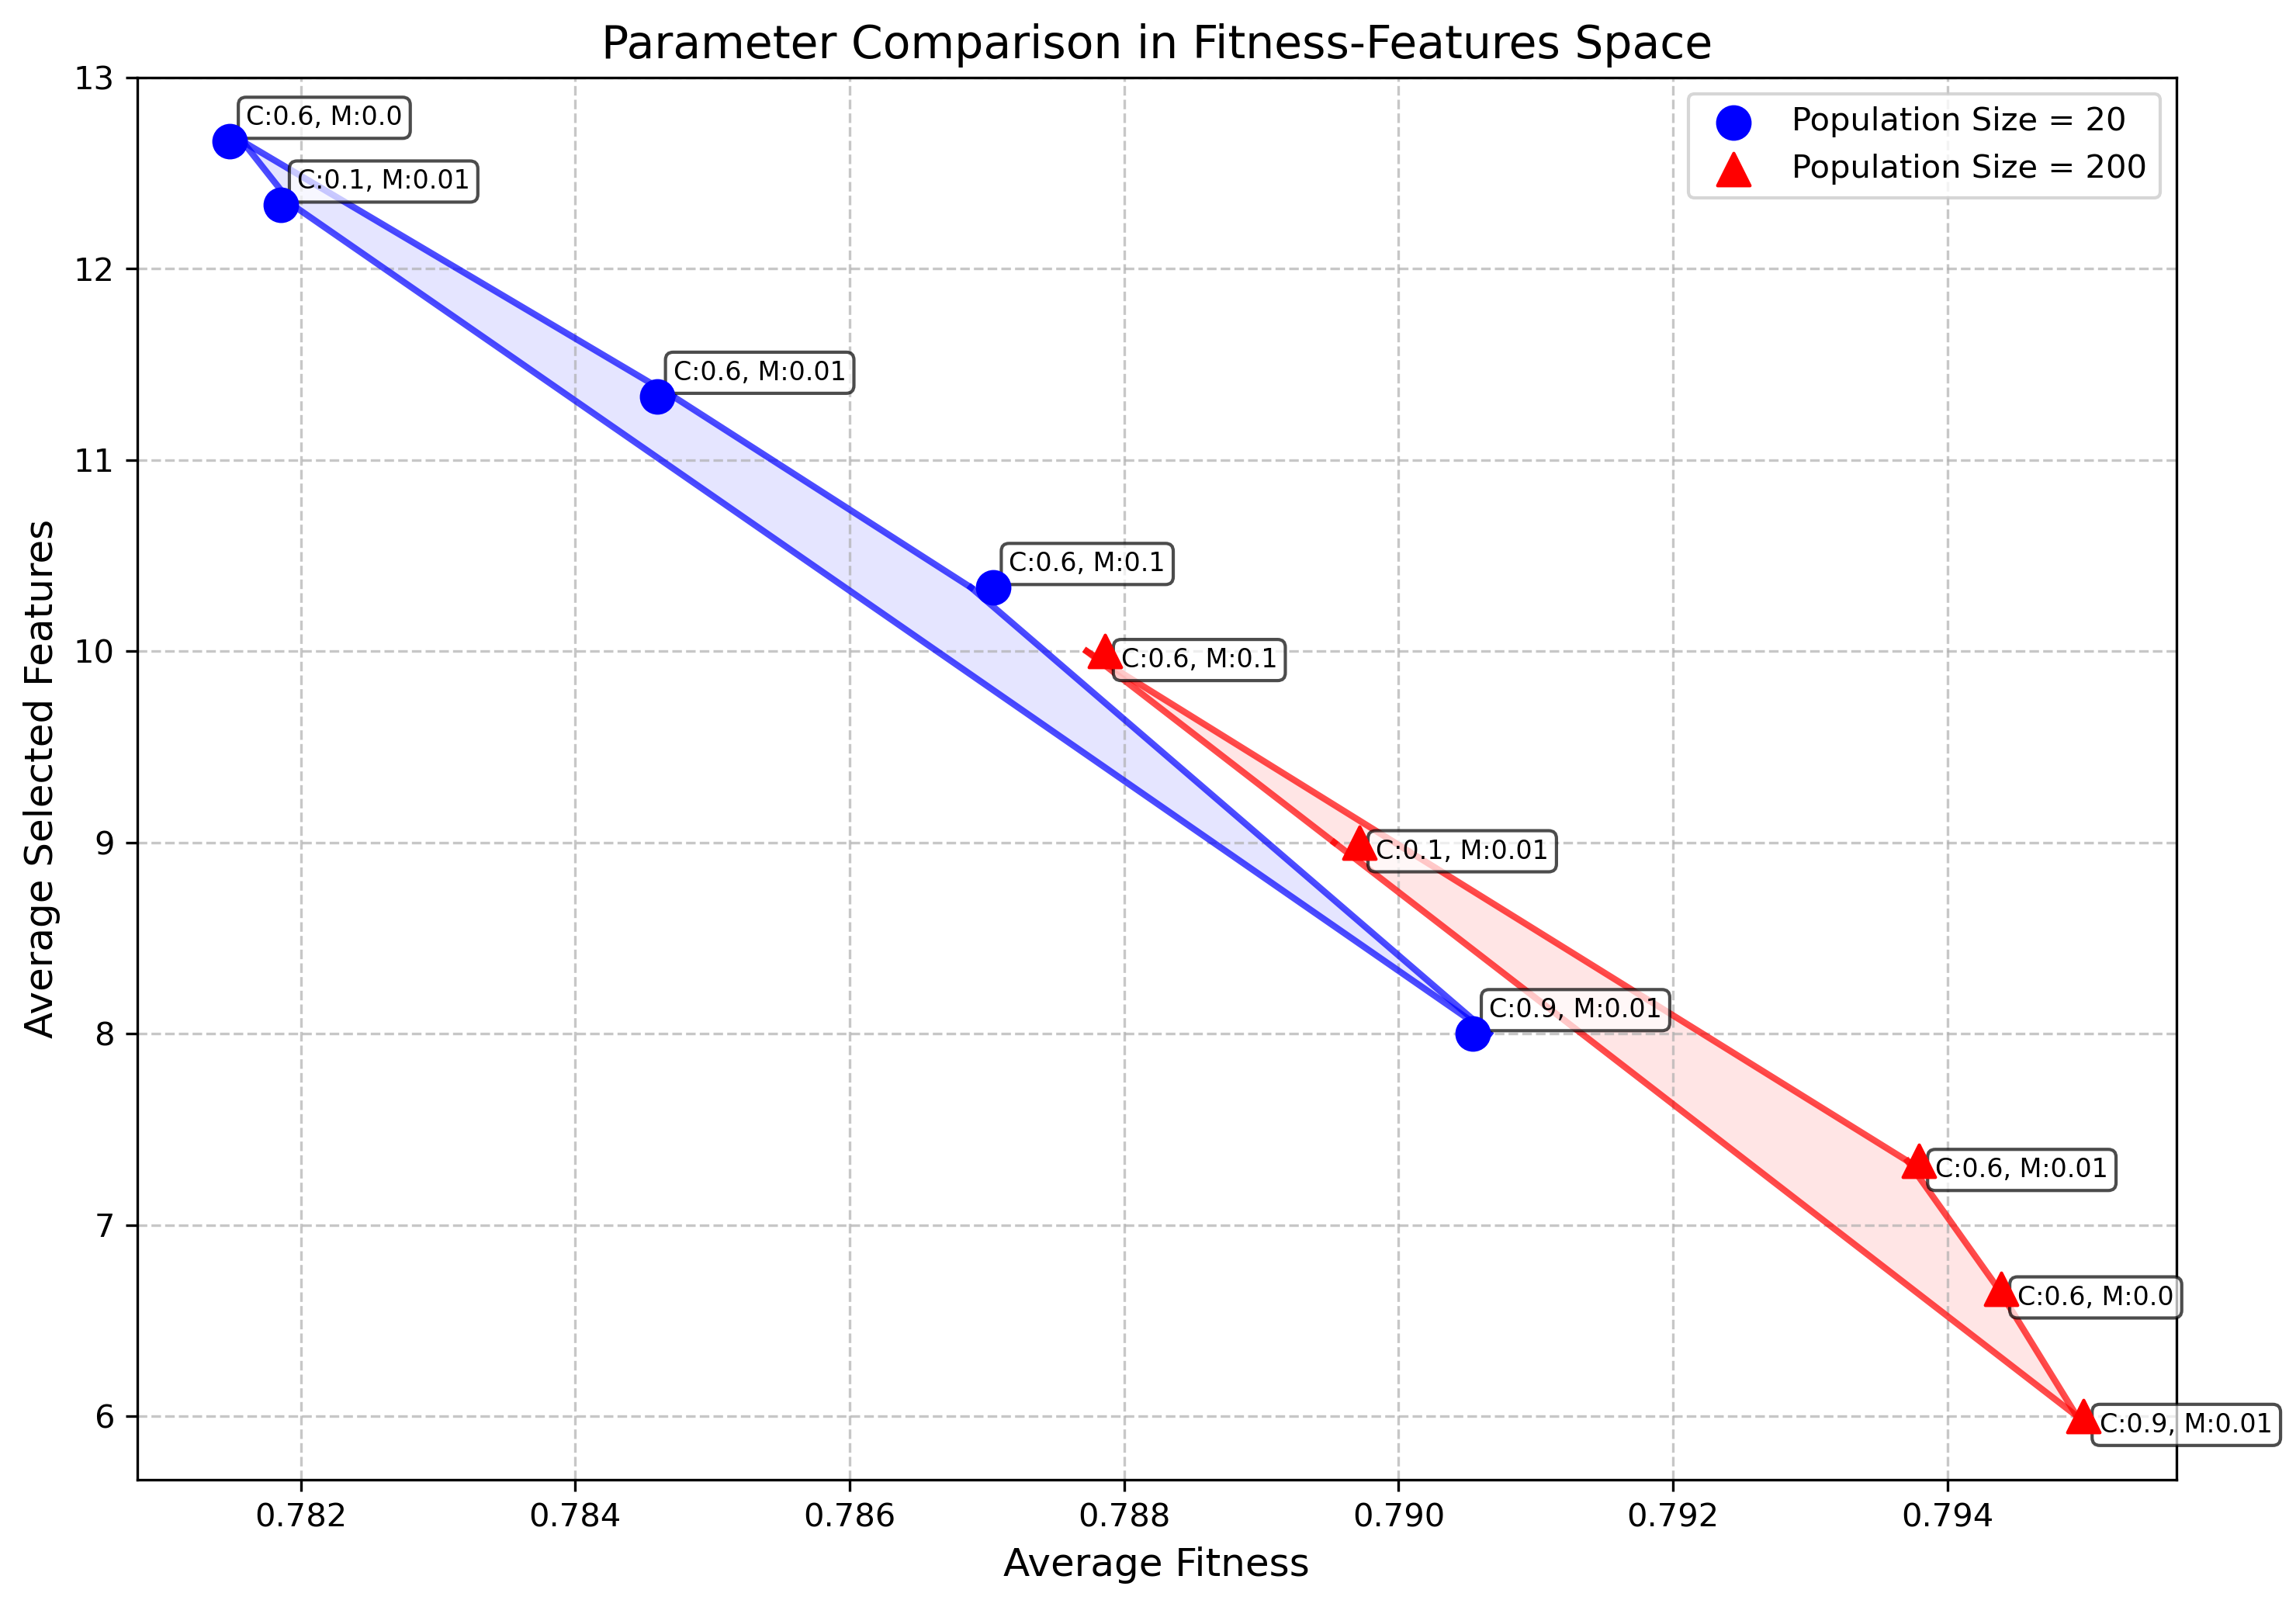 Parameter Comparison in Fitness-Features Space
Population Size = 20
Population Size = 200
13
12
11
10
9
8
7
6
Average Selected Features
C:0.6, M:0.0
C:0.1, M:0.01
C:0.6, M:0.01
C:0.6, M:0.1
C:0.6, M:0.1
C:0.1, M:0.01
C:0.9, M:0.01
C:0.6, M:0.01
C:0.6, M:0.0
C:0.9, M:0.01
0.782 0.784 0.786 0.788 0.790 0.792 0.794
Average Fitness